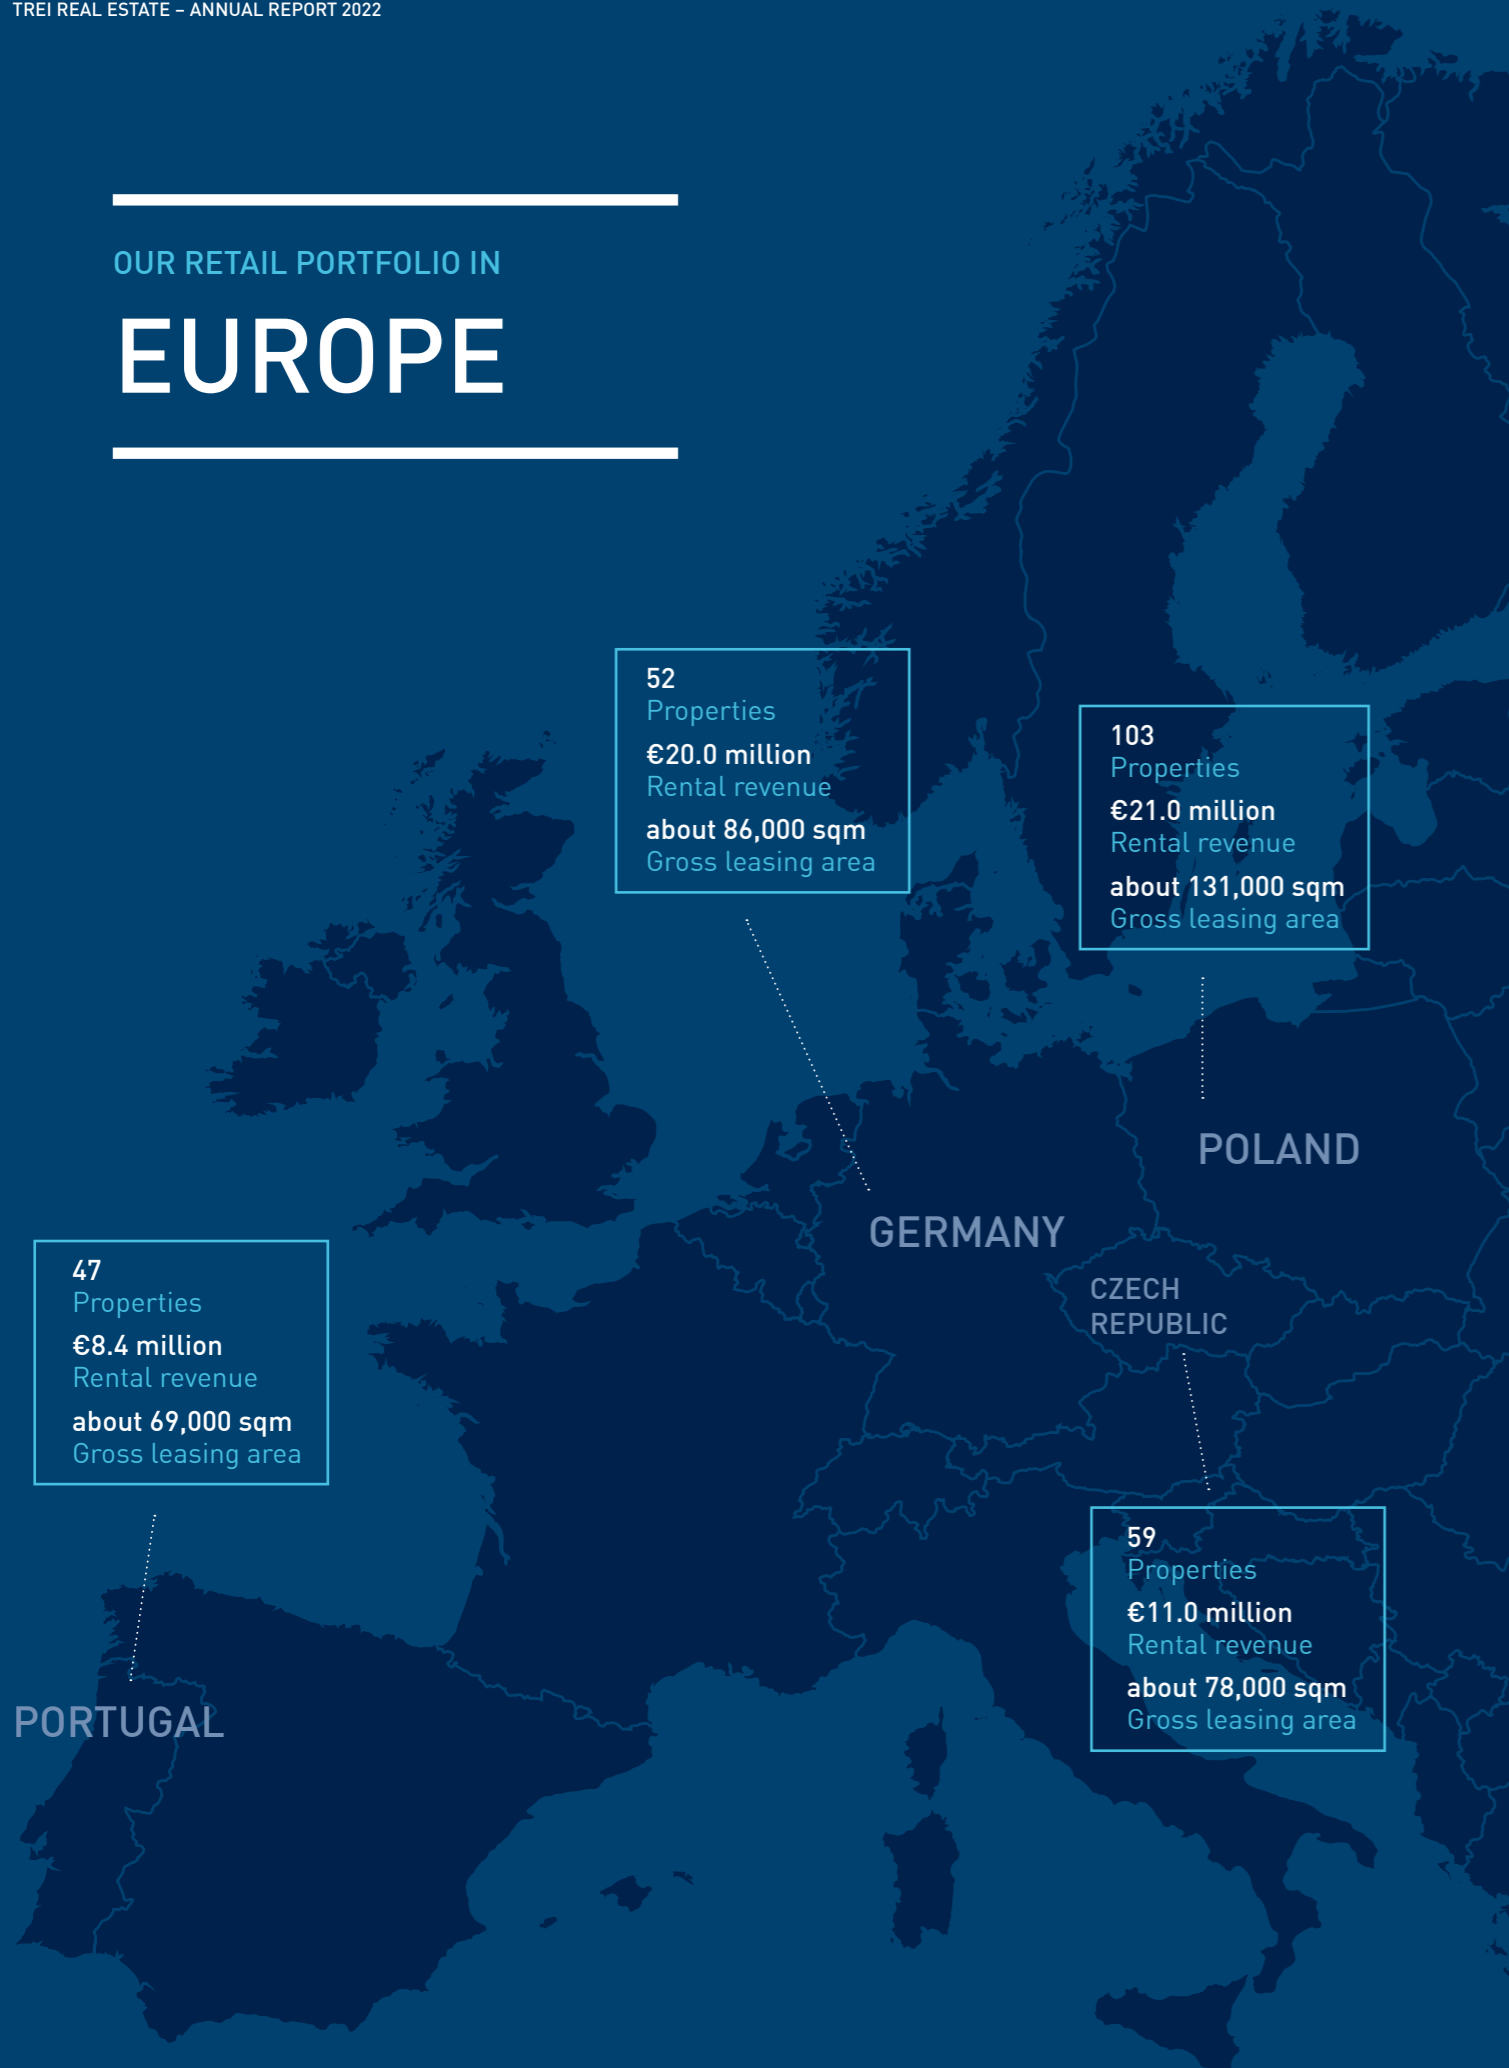 TREI REAL ESTATE – ANNUAL REPORT 2022
OUR RETAIL PORTFOLIO IN
EUROPE
52
Properties
€20.0 million
Rental revenue
about 86,000 sqm
Gross leasing area
103
Properties
€21.0 million
Rental revenue
about 131,000 sqm
Gross leasing area
POLAND
GERMANY
CZECH
REPUBLIC
47
Properties
€8.4 million
Rental revenue
about 69,000 sqm
Gross leasing area
59
Properties
€11.0 million
Rental revenue
about 78,000 sqm
Gross leasing area
PORTUGAL